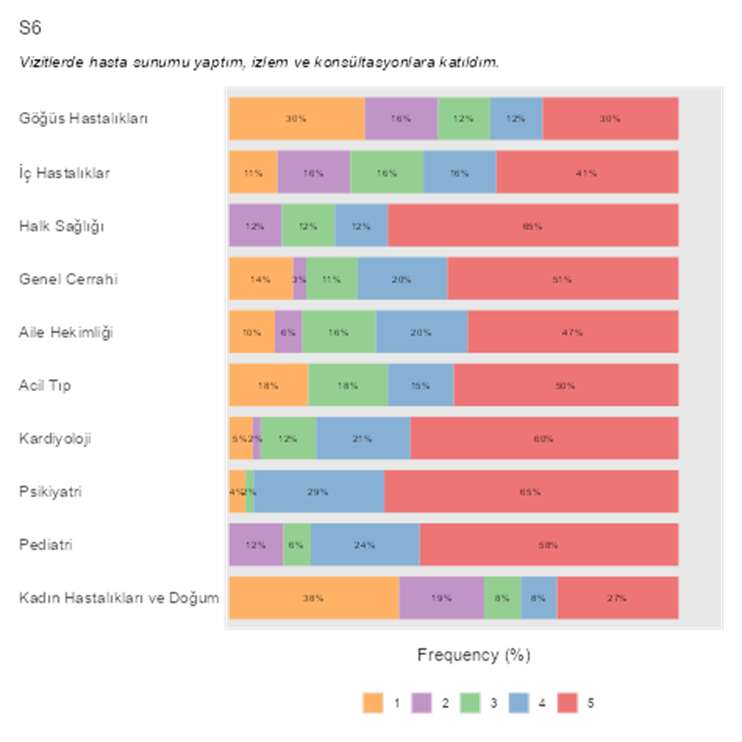 S6
Vizitlerde hasta sunumu yaptım, izlem ve konsültasyonlara katıldım.
Göğüs Hastalıkları 30% 16% 12% 12% 30%
İç Hastalıklar 11% 16% 16% 16% 41%
Halk Sağlığı 12% 12% 12% 65%
Genel Cerrahi 14% 3% 11% 20% 51%
Aile Hekimliği 10% 6% 16% 20% 47%
Acil Tıp 18% 18% 15% 50%
Kardiyoloji 5% 2% 12% 21% 60%
Psikiyatri 4% 2% 29% 65%
Pediatri 12% 6% 24% 58%
Kadın Hastalıkları ve Doğum 38% 19% 8% 8% 27%
Frequency (%)
1 2 3 4 5